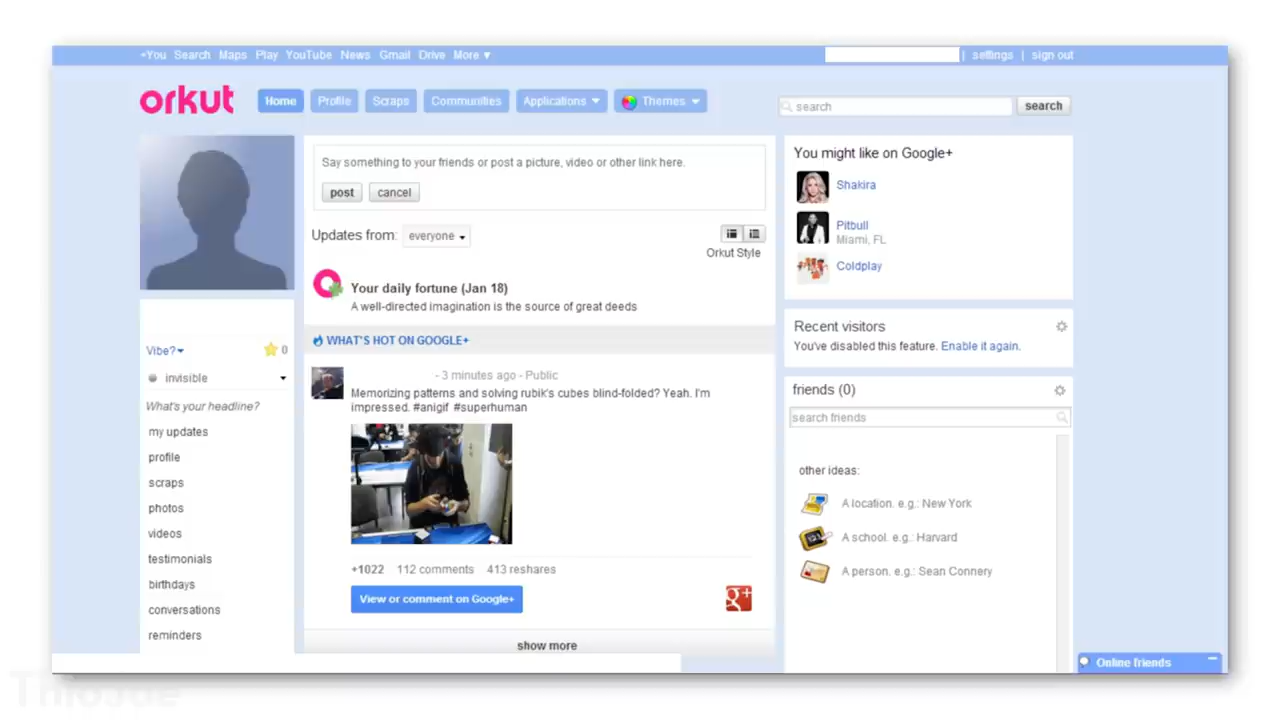 +You Search Maps Play YouTube News Gmail Drive More ▼
| settings | sign out
orkut
Home Profile Scraps Communities Applications Themes
search search
Say something to your friends or post a picture, video or other link here.
post cancel
Updates from: everyone
Orkut Style
Your daily fortune (Jan 18)
A well-directed imagination is the source of great deeds
WHAT'S HOT ON GOOGLE+
- 3 minutes ago - Public
Memorizing patterns and solving rubik's cubes blind-folded? Yeah. I'm
impressed. #anigif #superhuman
+1022 112 comments 413 reshares
View or comment on Google+
g+
show more
Vibe? 0
invisible
What's your headline?
my updates
profile
scraps
photos
videos
testimonials
birthdays
conversations
reminders
You might like on Google+
Shakira
Pitbull
Miami, FL
Coldplay
Recent visitors
You've disabled this feature. Enable it again.
friends (0)
search friends
other ideas:
A location. e.g.: New York
A school. e.g.: Harvard
A person. e.g.: Sean Connery
Online friends
ThioJoe